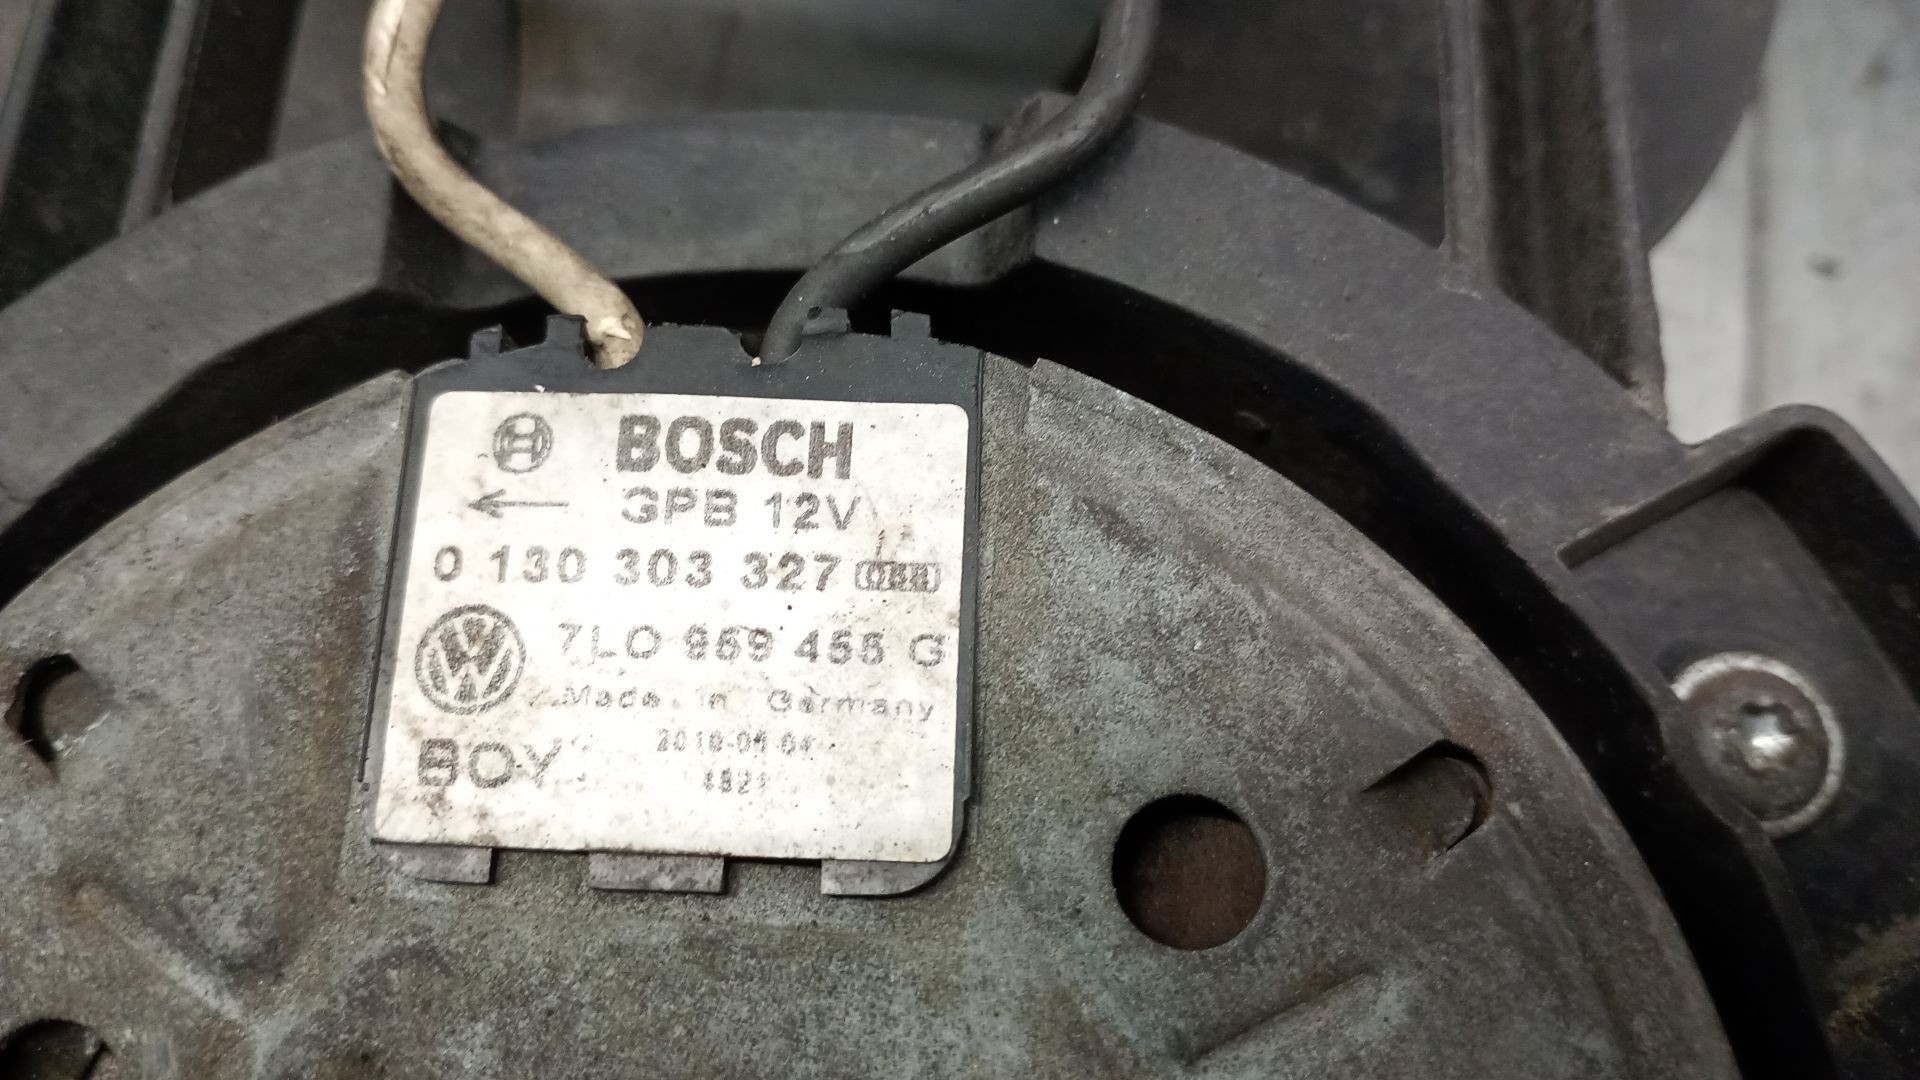 BOSCH
GPB 12V
0 130 303 327
7L0 959 455 G
Made in Germany
BOY